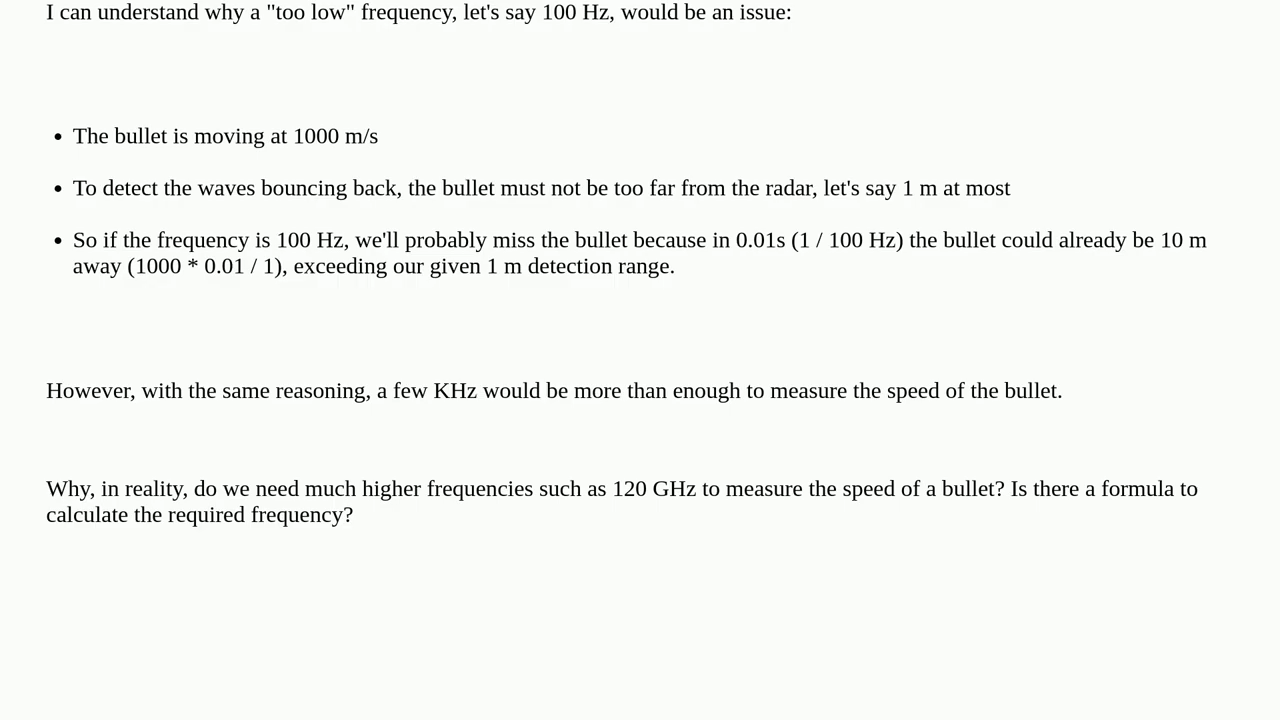 I can understand why a "too low" frequency, let's say 100 Hz, would be an issue:
• The bullet is moving at 1000 m/s
• To detect the waves bouncing back, the bullet must not be too far from the radar, let's say 1 m at most
• So if the frequency is 100 Hz, we'll probably miss the bullet because in 0.01s (1 / 100 Hz) the bullet could already be 10 m
away (1000 * 0.01 / 1), exceeding our given 1 m detection range.
However, with the same reasoning, a few KHz would be more than enough to measure the speed of the bullet.
Why, in reality, do we need much higher frequencies such as 120 GHz to measure the speed of a bullet? Is there a formula to
calculate the required frequency?